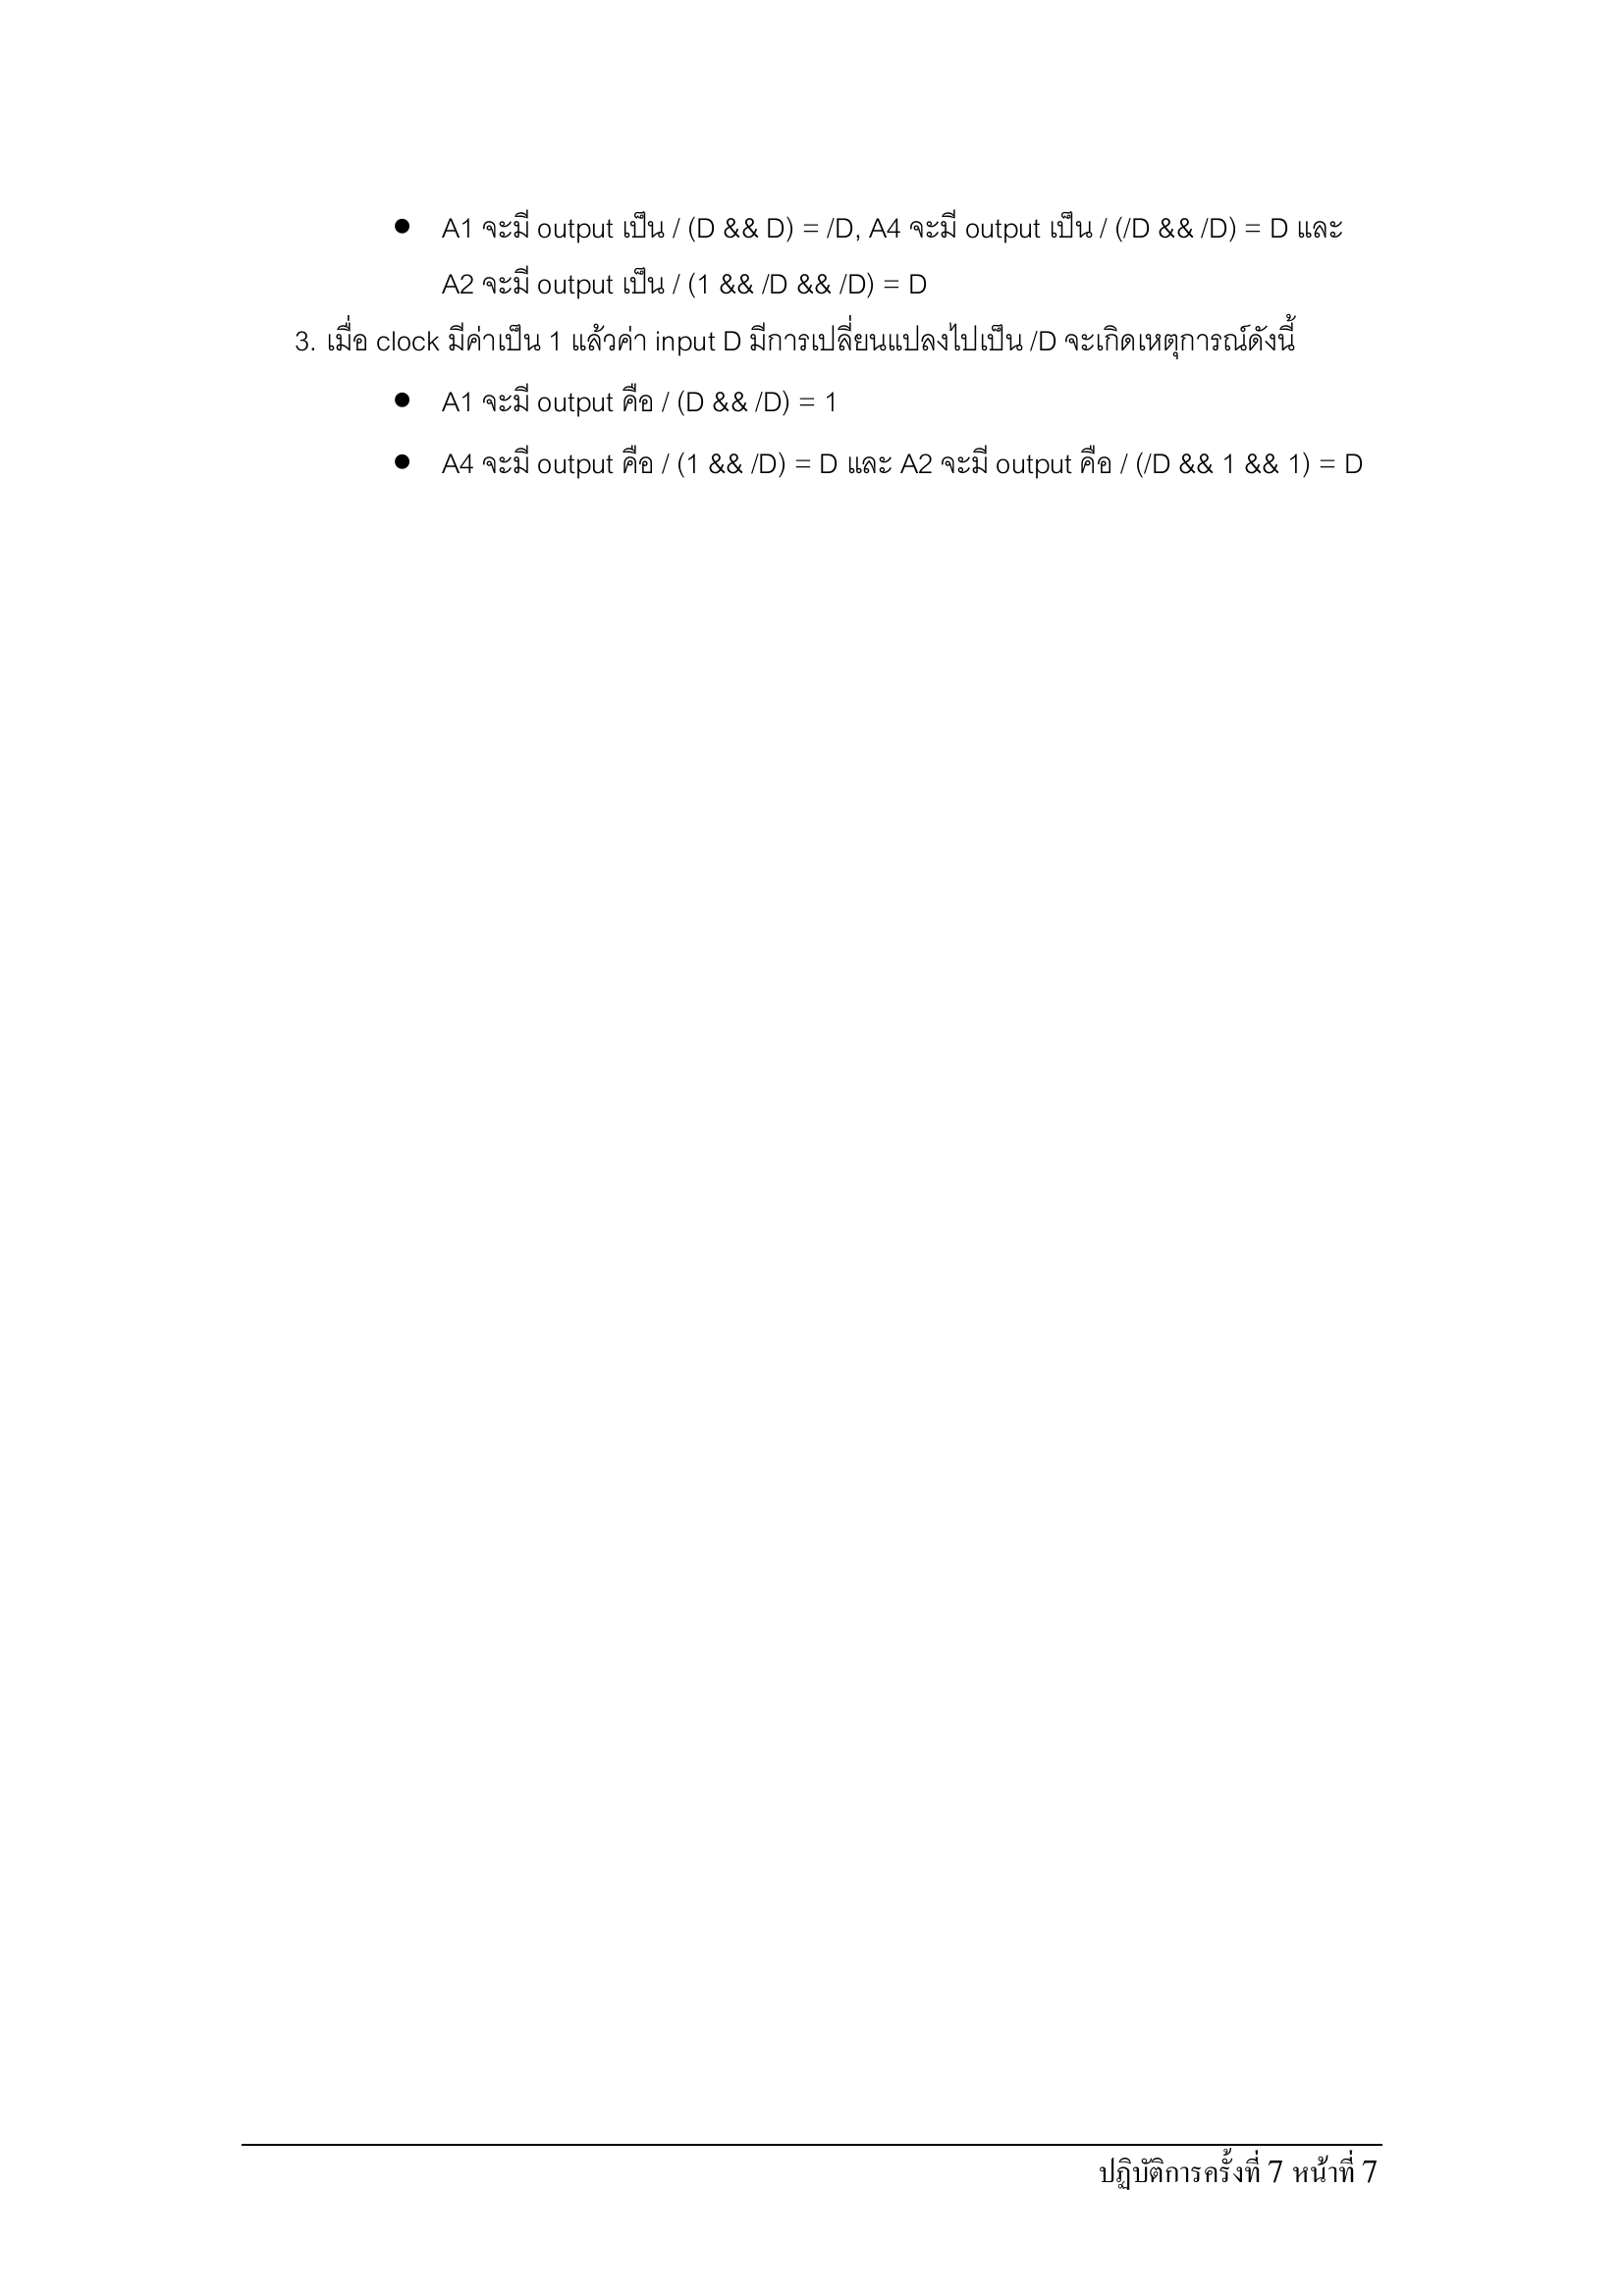 ● A1 จะมี output เป็น / (D && D) = /D, A4 จะมี output เป็น / (/D && /D) = D และ
A2 จะมี output เป็น / (1 && /D && /D) = D
3. เมื่อ clock มีค่าเป็น 1 แล้วค่า input D มีการเปลี่ยนแปลงไปเป็น /D จะเกิดเหตุการณ์ดังนี้
● A1 จะมี output คือ / (D && /D) = 1
● A4 จะมี output คือ / (1 && /D) = D และ A2 จะมี output คือ / (/D && 1 && 1) = D
ปฏิบัติการครั้งที่ 7 หน้าที่ 7